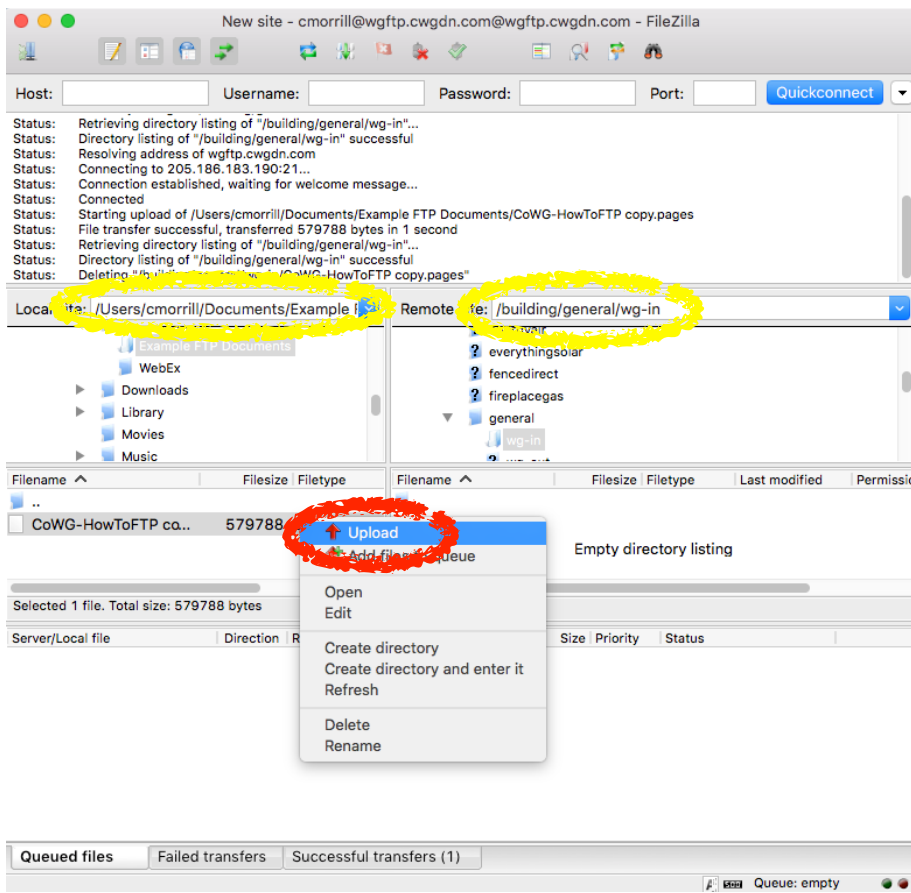 New site - cmorrill@wgftp.cwgdn.com@wgftp.cwgdn.com - FileZilla
Host: Username: Password: Port: Quickconnect
Status: Retrieving directory listing of "/building/general/wg-in"...
Status: Directory listing of "/building/general/wg-in" successful
Status: Resolving address of wgftp.cwgdn.com
Status: Connecting to 205.186.183.190:21...
Status: Connection established, waiting for welcome message...
Status: Connected
Status: Starting upload of /Users/cmorrill/Documents/Example FTP Documents/CoWG-HowToFTP copy.pages
Status: File transfer successful, transferred 579788 bytes in 1 second
Status: Retrieving directory listing of "/building/general/wg-in"...
Status: Directory listing of "/building/general/wg-in" successful
Status: Deleting
copy.pages"
Local /Users/cmorrill/Documents/Example
Remote /building/general/wg-in
Example FTP Documents
WebEx
Downloads
Library
Movies
Music
? everythingsolar
? fencedirect
? fireplacegas
general
wg-in
Filename Filesize Filetype
Filename Filesize Filetype Last modified Permissio
..
CoWG-HowToFTP co... 579788
Upload
queue
Open
Edit
Create directory
Create directory and enter it
Refresh
Delete
Rename
Empty directory listing
Selected 1 file. Total size: 579788 bytes
Server/Local file Direction R Size Priority Status
Queued files Failed transfers Successful transfers (1)
Queue: empty